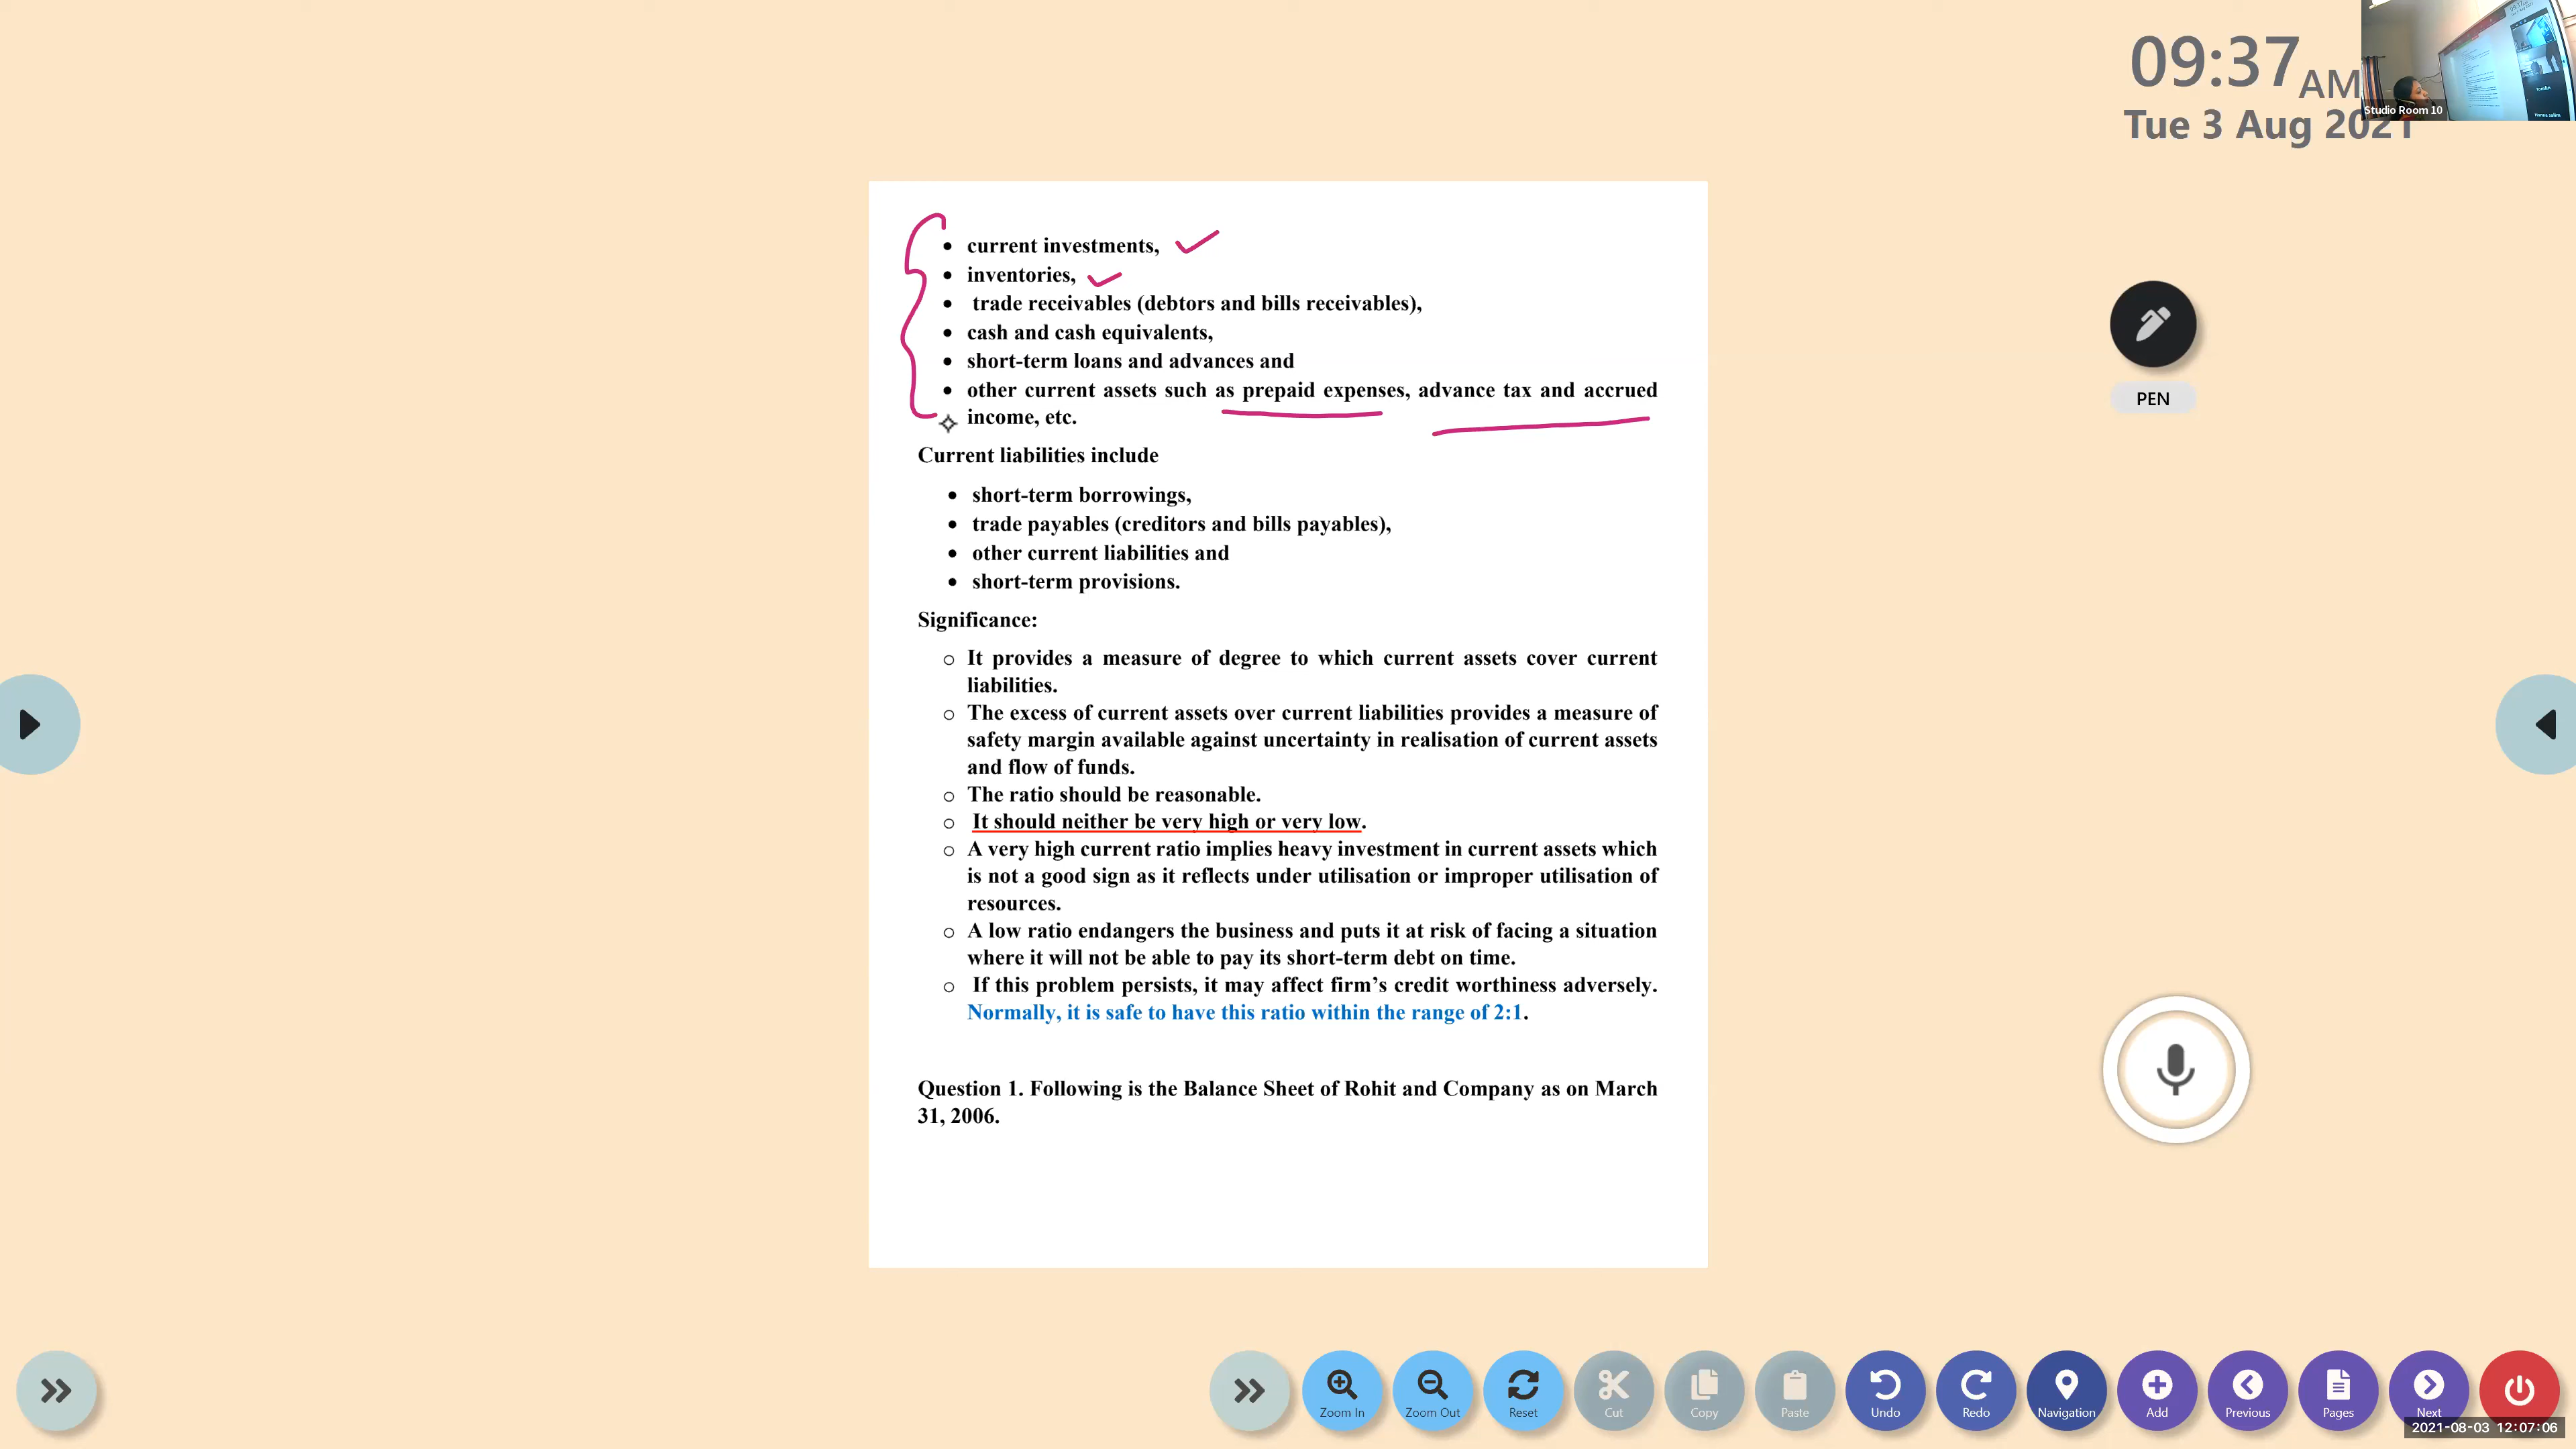 09:37 AM
Tue 3 Aug 2021
Studio Room 10
current investments,
inventories,
trade receivables (debtors and bills receivables),
cash and cash equivalents,
short-term loans and advances and
other current assets such as prepaid expenses, advance tax and accrued
income, etc.
PEN
Current liabilities include
short-term borrowings,
trade payables (creditors and bills payables),
other current liabilities and
short-term provisions.
Significance:
It provides a measure of degree to which current assets cover current
liabilities.
The excess of current assets over current liabilities provides a measure of
safety margin available against uncertainty in realisation of current assets
and flow of funds.
The ratio should be reasonable.
It should neither be very high or very low.
A very high current ratio implies heavy investment in current assets which
is not a good sign as it reflects under utilisation or improper utilisation of
resources.
A low ratio endangers the business and puts it at risk of facing a situation
where it will not be able to pay its short-term debt on time.
If this problem persists, it may affect firm's credit worthiness adversely.
Normally, it is safe to have this ratio within the range of 2:1.
Question 1. Following is the Balance Sheet of Rohit and Company as on March
31, 2006.
Zoom In Zoom Out Reset Cut Copy Paste Undo Redo Navigation Add Previous Pages Next
2021-08-03 12:07:06